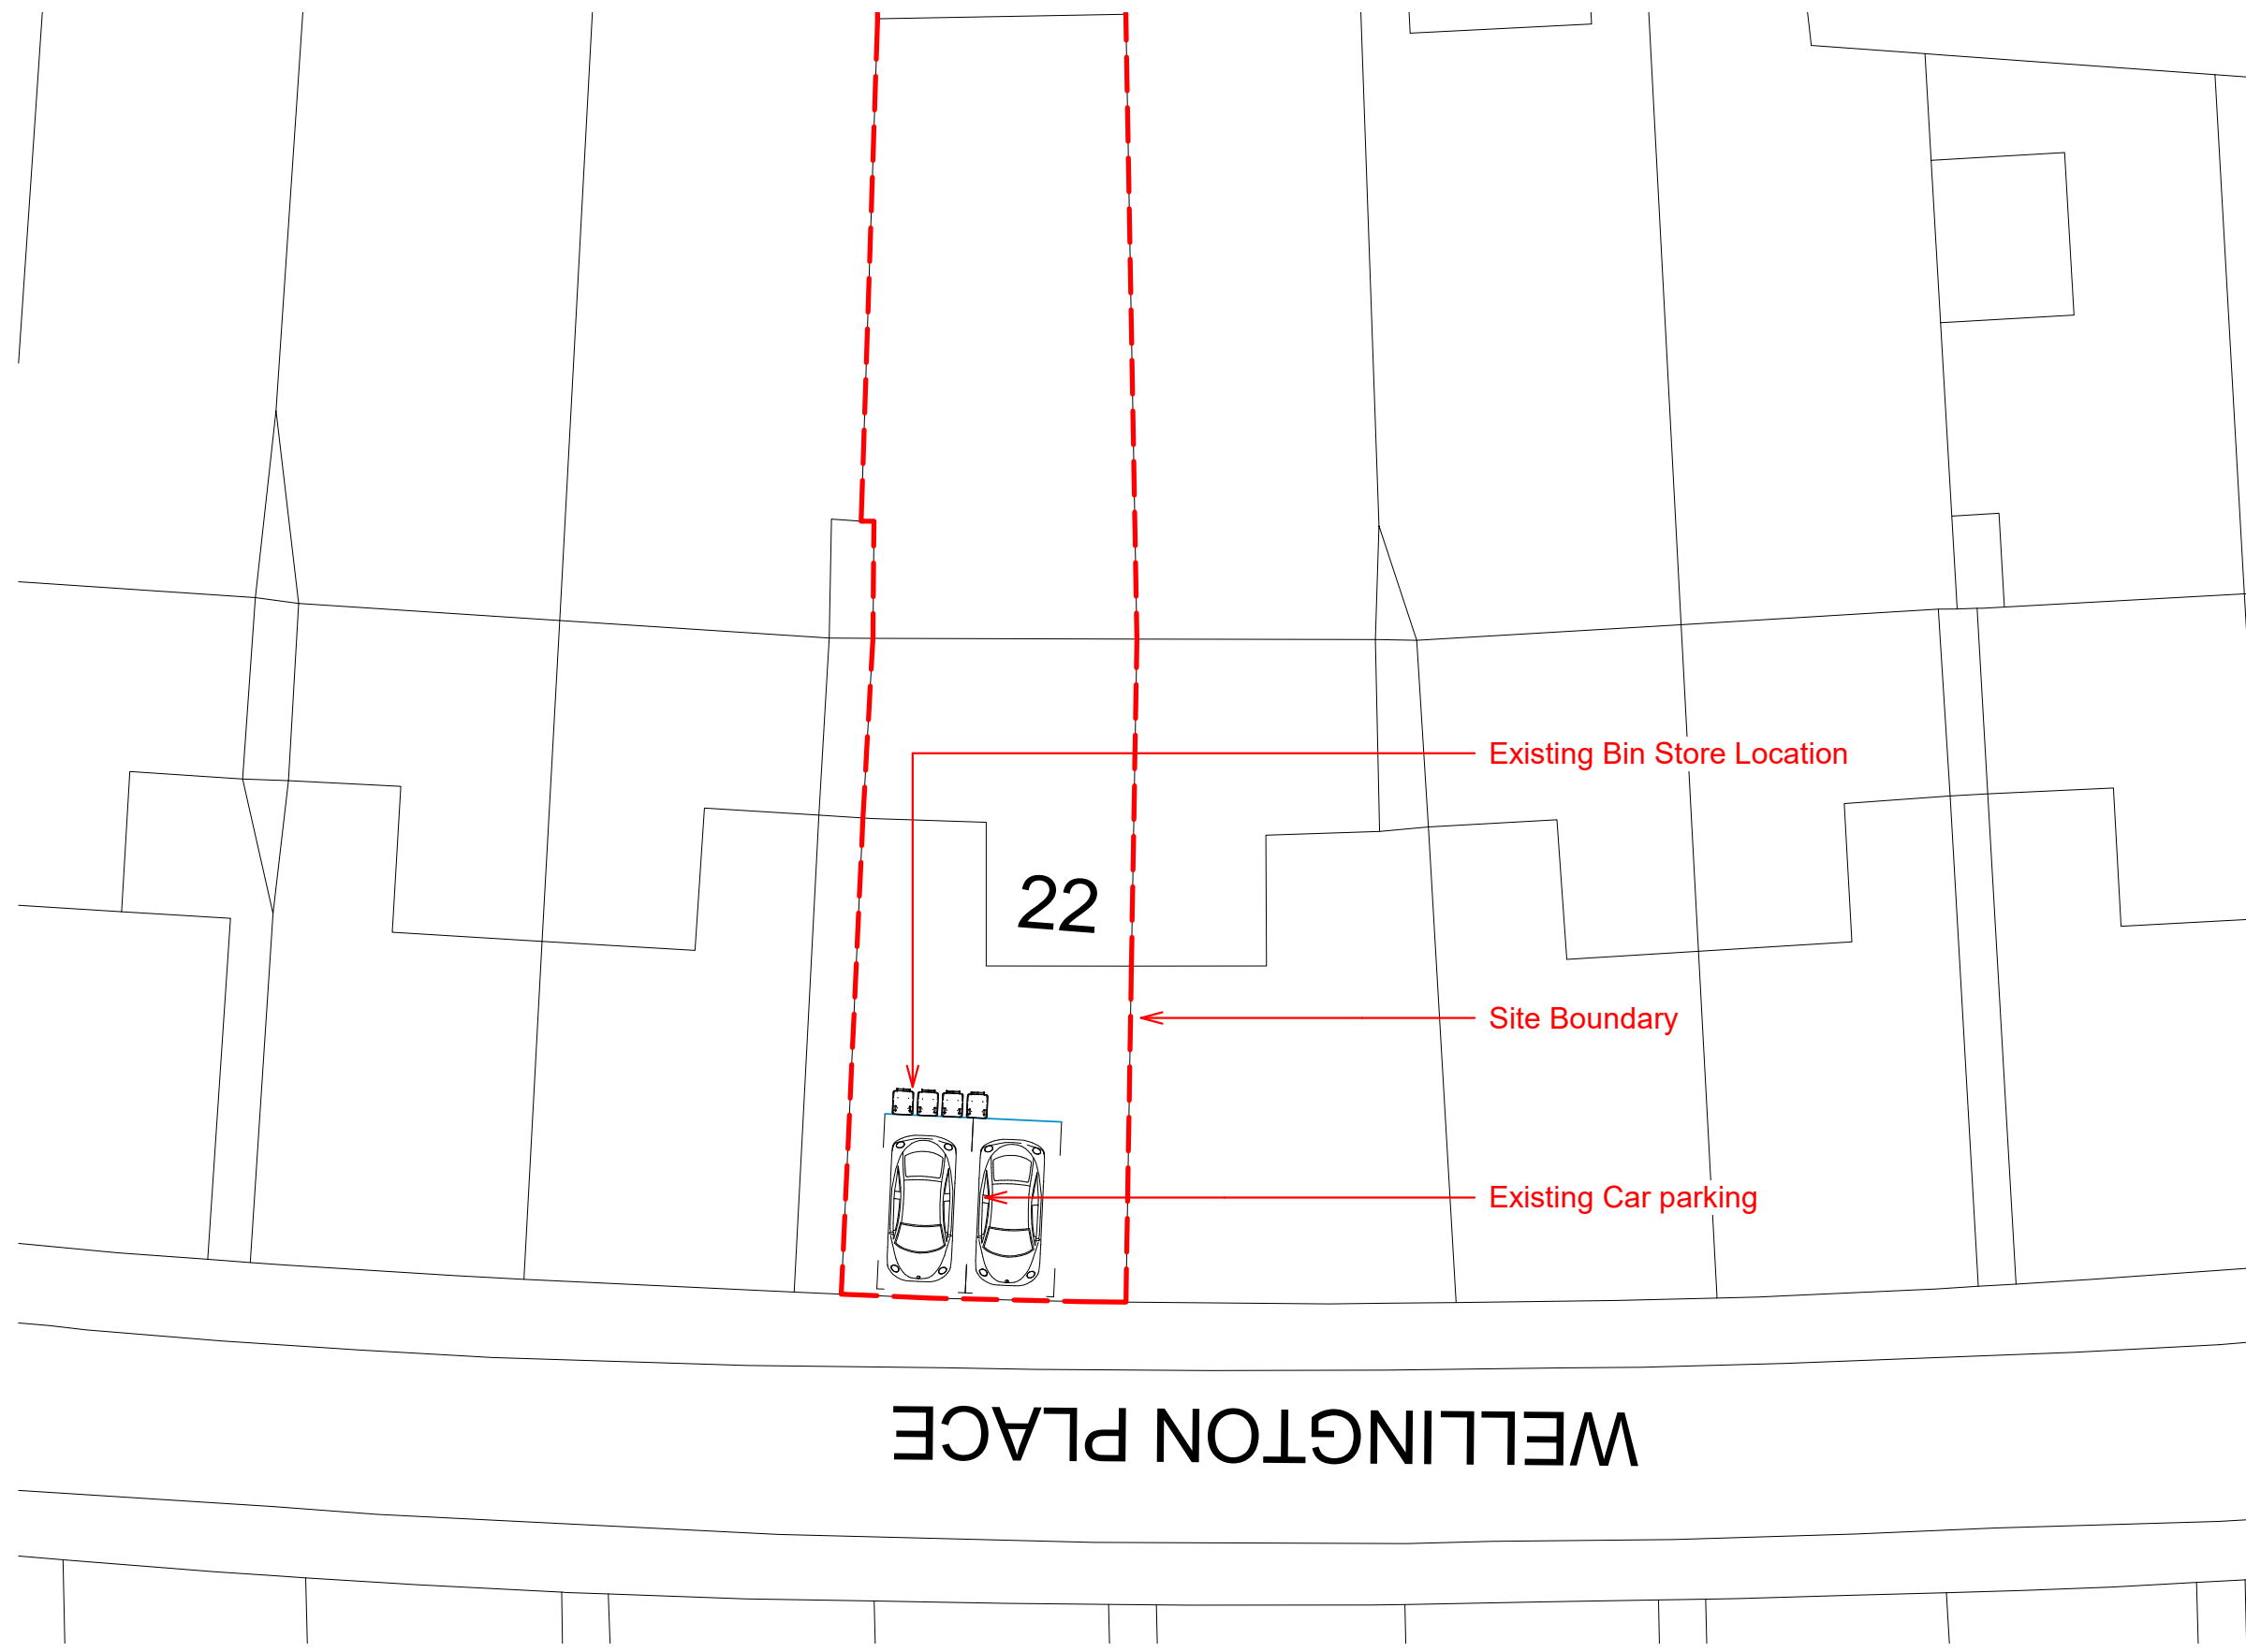 Existing Bin Store Location
22
Site Boundary
Existing Car parking
WELLINGTON PLACE